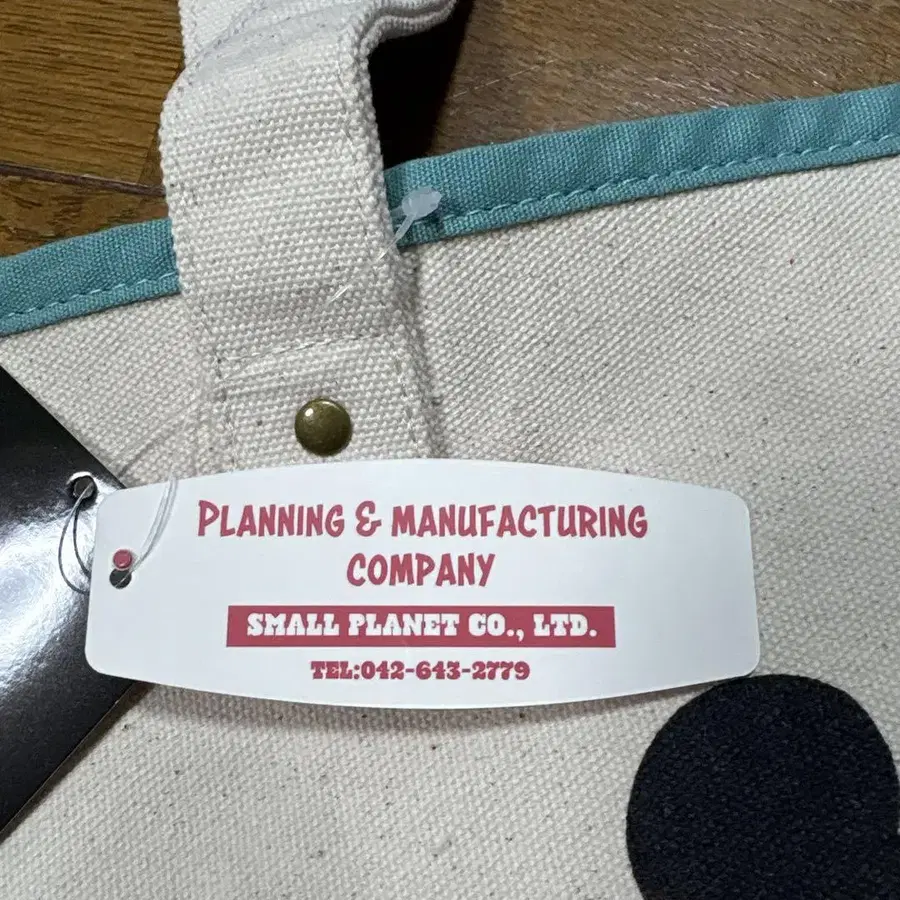 PLANNING & MANUFACTURING
COMPANY
SMALL PLANET CO., LTD.
TEL:042-643-2779